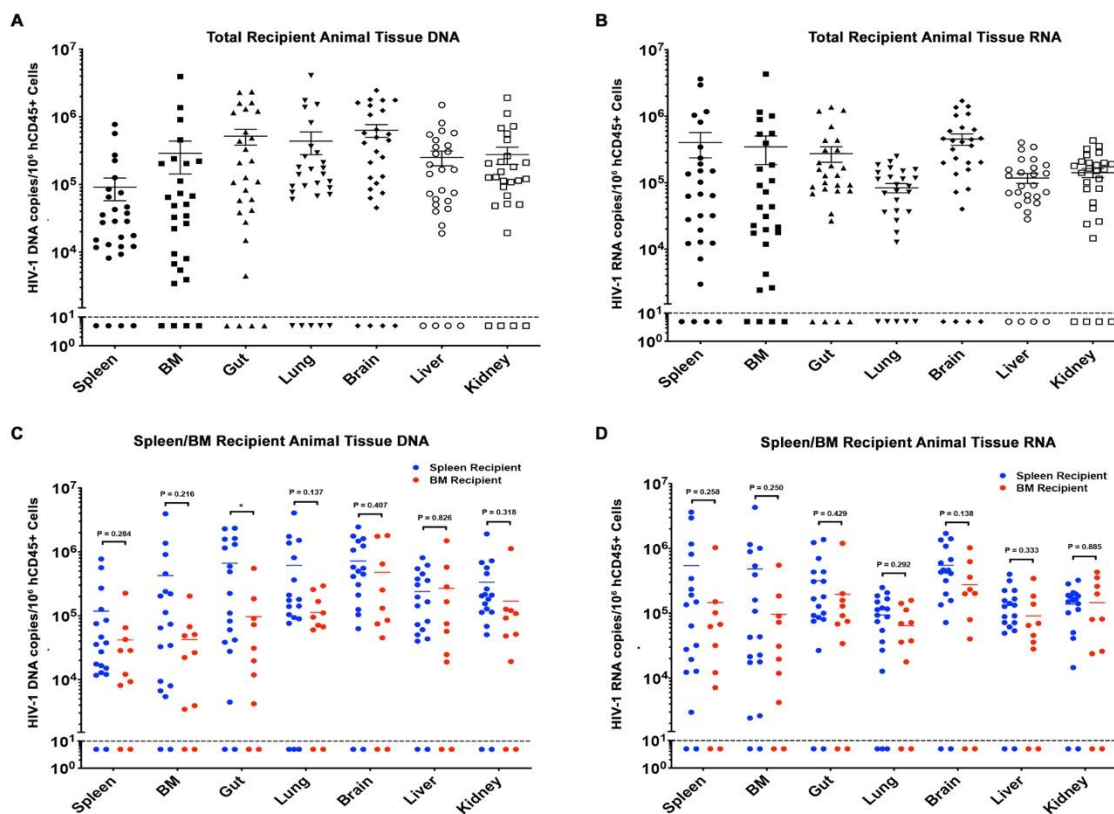 A
Total Recipient Animal Tissue DNA
HIV-1 DNA copies/10⁶ hCD45+ Cells
10⁷
10⁶
10⁵
10⁴
10¹
10⁰
Spleen
BM
Gut
Lung
Brain
Liver
Kidney
B
Total Recipient Animal Tissue RNA
HIV-1 RNA copies/10⁶ hCD45+ Cells
10⁷
10⁶
10⁵
10⁴
10¹
10⁰
Spleen
BM
Gut
Lung
Brain
Liver
Kidney
C
Spleen/BM Recipient Animal Tissue DNA
Spleen Recipient
BM Recipient
HIV-1 DNA copies/10⁶ hCD45+ Cells
10⁷
10⁶
10⁵
10⁴
10¹
10⁰
P = 0.284
P = 0.216
*
P = 0.137
P = 0.407
P = 0.826
P = 0.318
Spleen
BM
Gut
Lung
Brain
Liver
Kidney
D
Spleen/BM Recipient Animal Tissue RNA
Spleen Recipient
BM Recipient
HIV-1 RNA copies/10⁶ hCD45+ Cells
10⁷
10⁶
10⁵
10⁴
10¹
10⁰
P = 0.258
P = 0.250
P = 0.429
P = 0.292
P = 0.138
P = 0.333
P = 0.885
Spleen
BM
Gut
Lung
Brain
Liver
Kidney